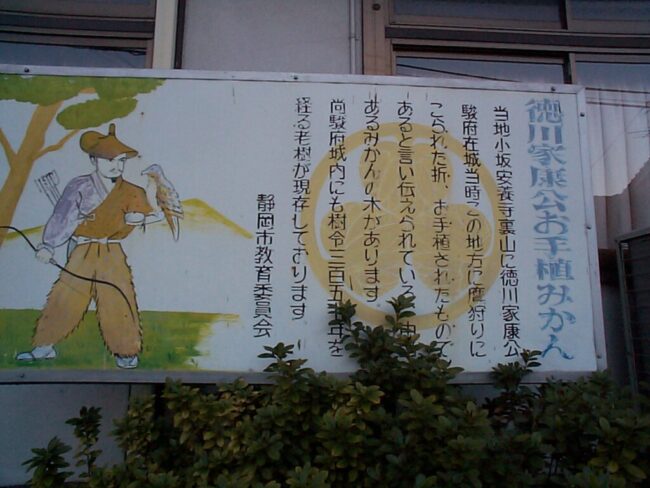 徳川家康公お手植みかん
当地小坂安養寺裏山に徳川家康公
駿府在城当時この地方に鷹狩りに
こられた折、お手植されたもので
あると言い伝えられている
あるみかんの木があります
尚駿府城内にも樹令三百五十年を
経る老樹が現存しております
静岡市教育委員会